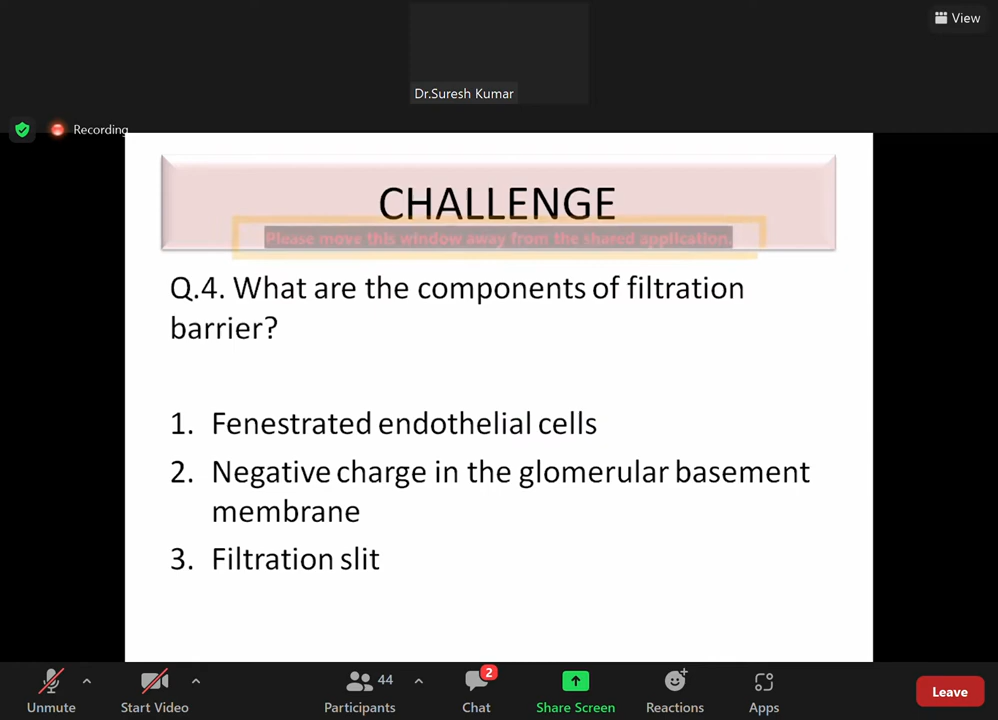 View
Dr.Suresh Kumar
Recording
CHALLENGE
Please move this window away from the shared application.
Q.4. What are the components of filtration
barrier?
1. Fenestrated endothelial cells
2. Negative charge in the glomerular basement
membrane
3. Filtration slit
44
2
Unmute
Start Video
Participants
Chat
Share Screen
Reactions
Apps
Leave